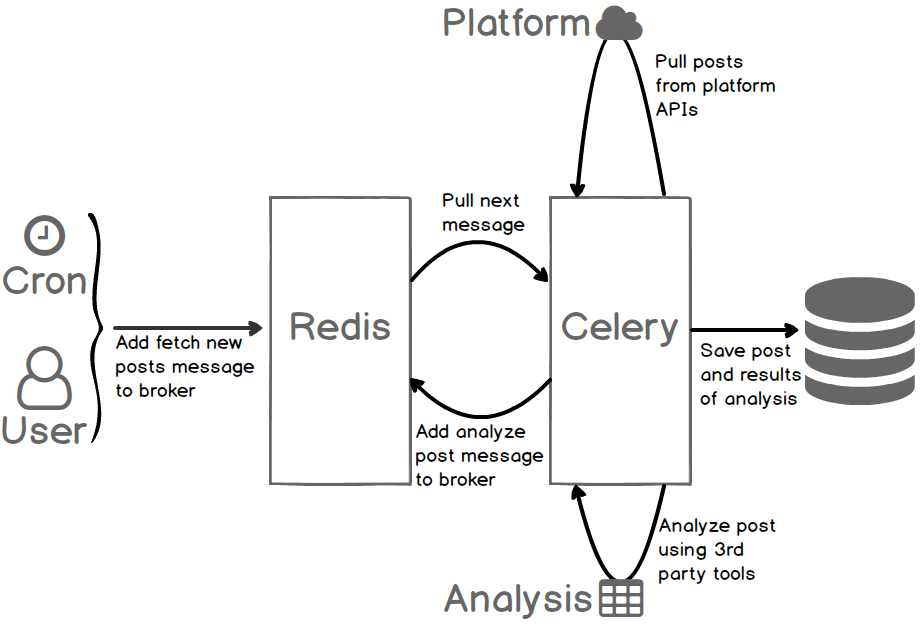 Platform
Pull posts
from platform
APIs
Pull next
message
Cron
Redis
Celery
Add fetch new
posts message
to broker
Save post
and results
of analysis
User
Add analyze
post message
to broker
Analyze post
using 3rd
party tools
Analysis